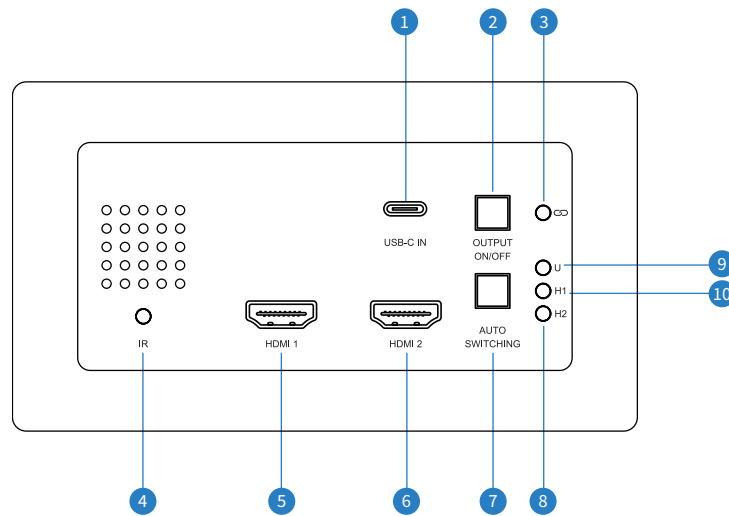 1
2
3
USB-C IN
OUTPUT
ON/OFF
U
9
H1
10
H2
IR
HDMI 1
HDMI 2
AUTO
SWITCHING
4
5
6
7
8